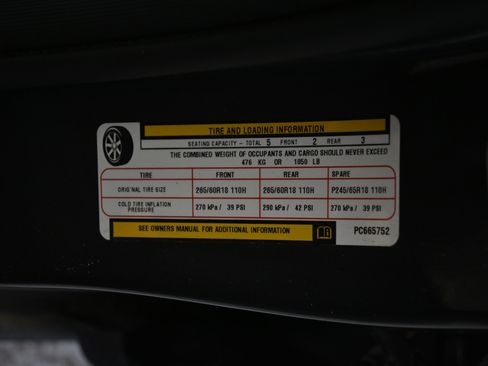 TIRE AND LOADING INFORMATION
SEATING CAPACITY - TOTAL 5 FRONT 2 REAR 3
THE COMBINED WEIGHT OF OCCUPANTS AND CARGO SHOULD NEVER EXCEED
476 KG OR 1050 LB
TIRE FRONT REAR SPARE
ORIG'NAL TIRE SIZE 265/60R18 110H 265/60R18 110H P245/65R18 110H
COLD TIRE INFLATION PRESSURE 270 kPa / 39 PSI 290 kPa / 42 PSI 270 kPa / 39 PSI
SEE OWNERS MANUAL FOR ADDITIONAL INFORMATION PC665752